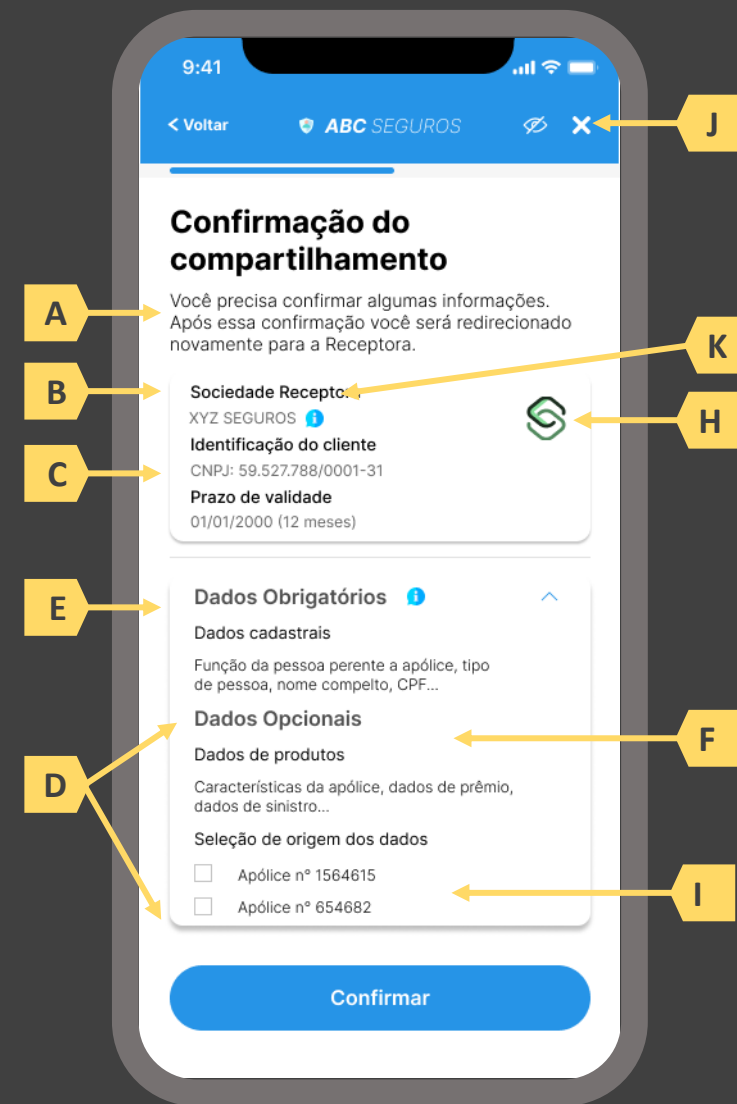 9:41
< Voltar
ABC SEGUROS
J
Confirmação do
compartilhamento
A
Você precisa confirmar algumas informações.
Após essa confirmação você será redirecionado
novamente para a Receptora.
K
B
Sociedade Receptora
XYZ SEGUROS
H
Identificação do cliente
C
CNPJ: 59.527.788/0001-31
Prazo de validade
01/01/2000 (12 meses)
E
Dados Obrigatórios
Dados cadastrais
Função da pessoa perente a apólice, tipo
de pessoa, nome compelto, CPF...
Dados Opcionais
F
Dados de produtos
D
Características da apólice, dados de prêmio,
dados de sinistro...
Seleção de origem dos dados
Apólice nº 1564615
I
Apólice nº 654682
Confirmar